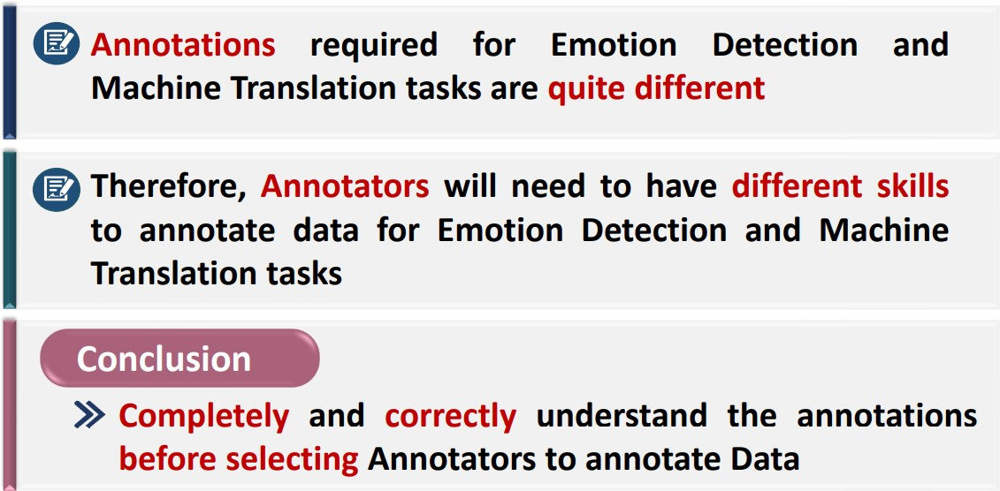 Annotations required for Emotion Detection and
Machine Translation tasks are quite different
Therefore, Annotators will need to have different skills
to annotate data for Emotion Detection and Machine
Translation tasks
Conclusion
Completely and correctly understand the annotations
before selecting Annotators to annotate Data